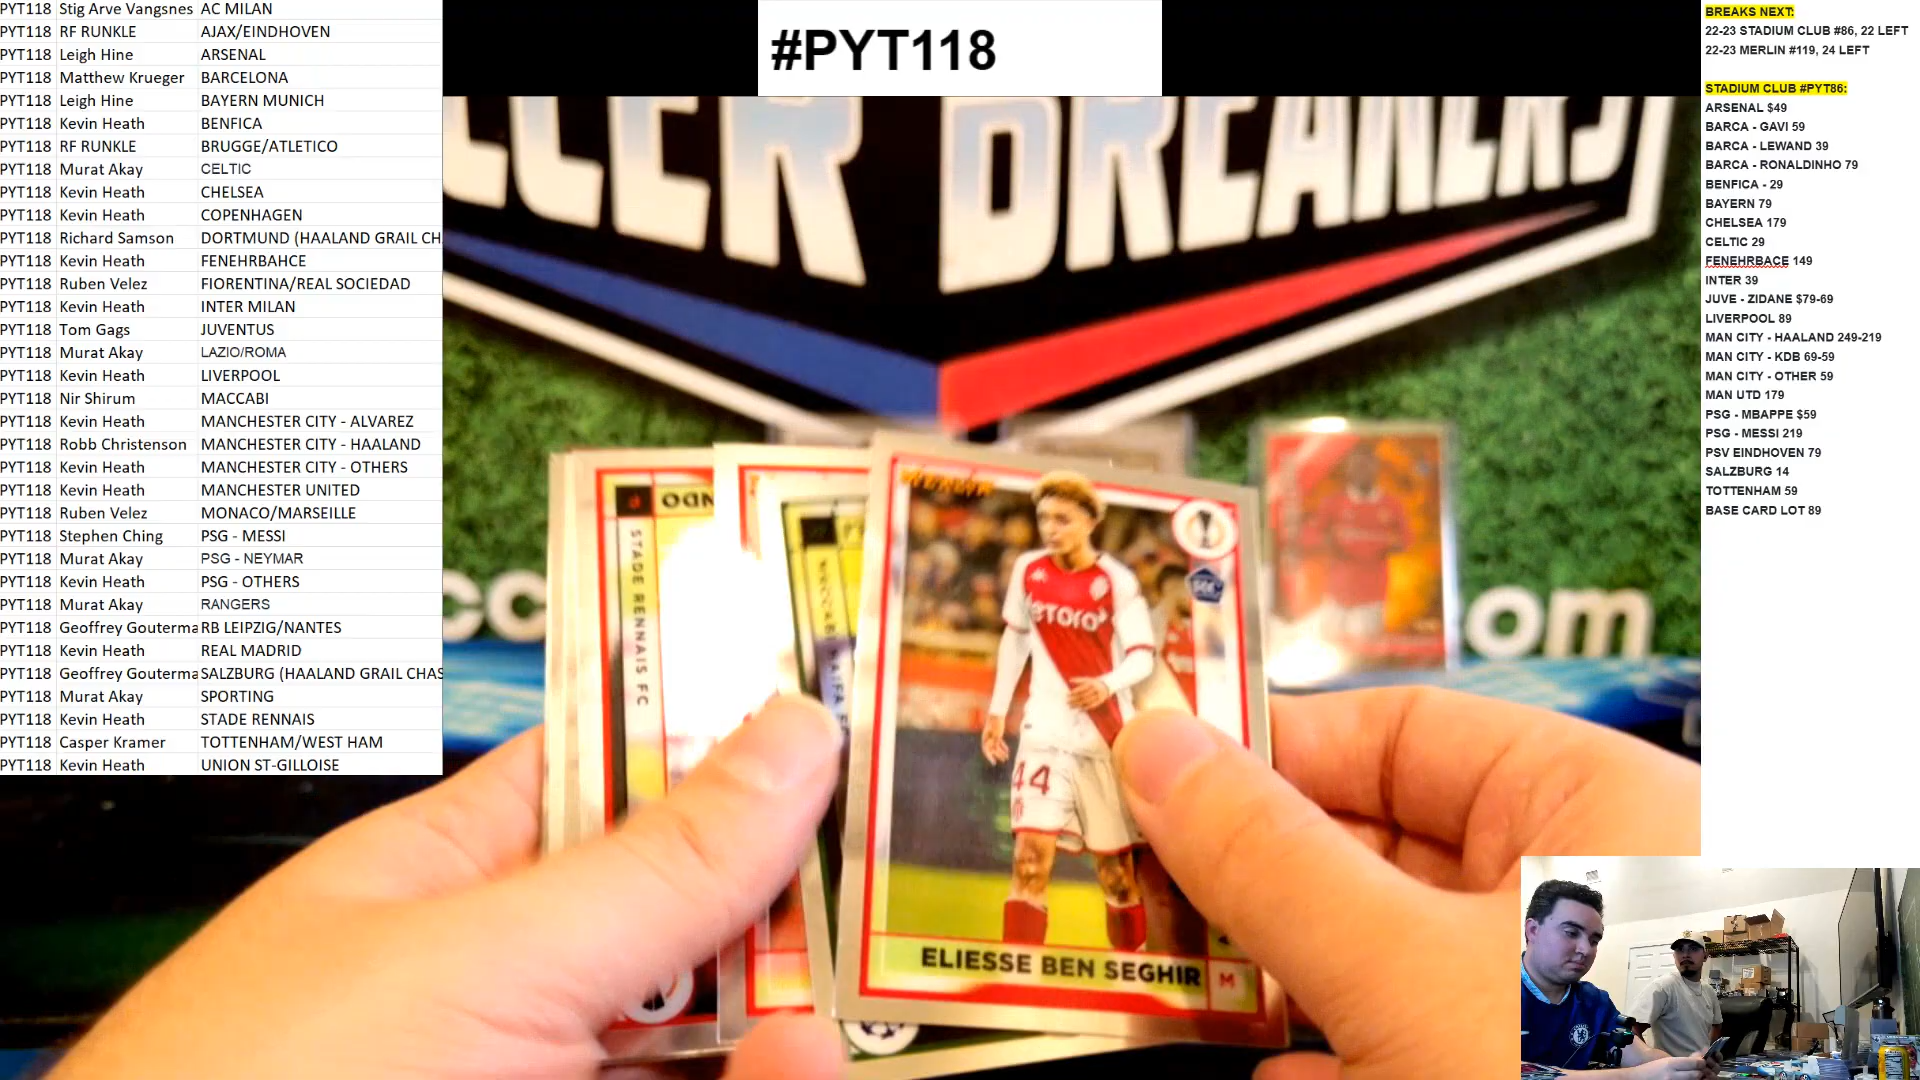 PYT118 Stig Arve Vangsnes AC MILAN
PYT118 RF RUNKLE AJAX/EINDHOVEN
PYT118 Leigh Hine ARSENAL
PYT118 Matthew Krueger BARCELONA
PYT118 Leigh Hine BAYERN MUNICH
PYT118 Kevin Heath BENFICA
PYT118 RF RUNKLE BRUGGE/ATLETICO
PYT118 Murat Akay CELTIC
PYT118 Kevin Heath CHELSEA
PYT118 Kevin Heath COPENHAGEN
PYT118 Richard Samson DORTMUND (HAALAND GRAIL CH
PYT118 Kevin Heath FENEHRBAHCE
PYT118 Ruben Velez FIORENTINA/REAL SOCIEDAD
PYT118 Kevin Heath INTER MILAN
PYT118 Tom Gags JUVENTUS
PYT118 Murat Akay LAZIO/ROMA
PYT118 Kevin Heath LIVERPOOL
PYT118 Nir Shirum MACCABI
PYT118 Kevin Heath MANCHESTER CITY - ALVAREZ
PYT118 Robb Christenson MANCHESTER CITY - HAALAND
PYT118 Kevin Heath MANCHESTER CITY - OTHERS
PYT118 Kevin Heath MANCHESTER UNITED
PYT118 Ruben Velez MONACO/MARSEILLE
PYT118 Stephen Ching PSG - MESSI
PYT118 Murat Akay PSG - NEYMAR
PYT118 Kevin Heath PSG - OTHERS
PYT118 Murat Akay RANGERS
PYT118 Geoffrey Gouterma RB LEIPZIG/NANTES
PYT118 Kevin Heath REAL MADRID
PYT118 Geoffrey Gouterma SALZBURG (HAALAND GRAIL CHAS
PYT118 Murat Akay SPORTING
PYT118 Kevin Heath STADE RENNAIS
PYT118 Casper Kramer TOTTENHAM/WEST HAM
PYT118 Kevin Heath UNION ST-GILLOISE
#PYT118
CCER BREAKERS
om
STADE RENNAIS FC
MERLIN
etoro
44
ELIESSE BEN SEGHIR M
BREAKS NEXT:
22-23 STADIUM CLUB #86, 22 LEFT
22-23 MERLIN #119, 24 LEFT
STADIUM CLUB #PYT86:
ARSENAL $49
BARCA - GAVI 59
BARCA - LEWAND 39
BARCA - RONALDINHO 79
BENFICA - 29
BAYERN 79
CHELSEA 179
CELTIC 29
FENEHRBACE 149
INTER 39
JUVE - ZIDANE $79-69
LIVERPOOL 89
MAN CITY - HAALAND 249-219
MAN CITY - KDB 69-59
MAN CITY - OTHER 59
MAN UTD 179
PSG - MBAPPE $59
PSG - MESSI 219
PSV EINDHOVEN 79
SALZBURG 14
TOTTENHAM 59
BASE CARD LOT 89